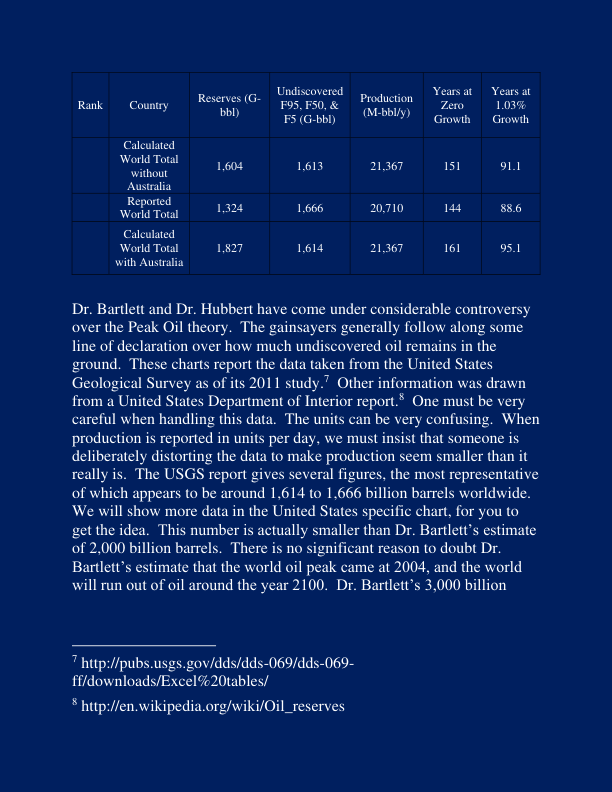 Rank Country Reserves (G-bbl) Undiscovered F95, F50, & F5 (G-bbl) Production (M-bbl/y) Years at Zero Growth Years at 1.03% Growth
Calculated World Total without Australia 1,604 1,613 21,367 151 91.1
Reported World Total 1,324 1,666 20,710 144 88.6
Calculated World Total with Australia 1,827 1,614 21,367 161 95.1
Dr. Bartlett and Dr. Hubbert have come under considerable controversy
over the Peak Oil theory.  The gainsayers generally follow along some
line of declaration over how much undiscovered oil remains in the
ground.  These charts report the data taken from the United States
Geological Survey as of its 2011 study.7  Other information was drawn
from a United States Department of Interior report.8  One must be very
careful when handling this data.  The units can be very confusing.  When
production is reported in units per day, we must insist that someone is
deliberately distorting the data to make production seem smaller than it
really is.  The USGS report gives several figures, the most representative
of which appears to be around 1,614 to 1,666 billion barrels worldwide.
We will show more data in the United States specific chart, for you to
get the idea.  This number is actually smaller than Dr. Bartlett’s estimate
of 2,000 billion barrels.  There is no significant reason to doubt Dr.
Bartlett’s estimate that the world oil peak came at 2004, and the world
will run out of oil around the year 2100.  Dr. Bartlett’s 3,000 billion
7 http://pubs.usgs.gov/dds/dds-069/dds-069-
ff/downloads/Excel%20tables/
8 http://en.wikipedia.org/wiki/Oil_reserves